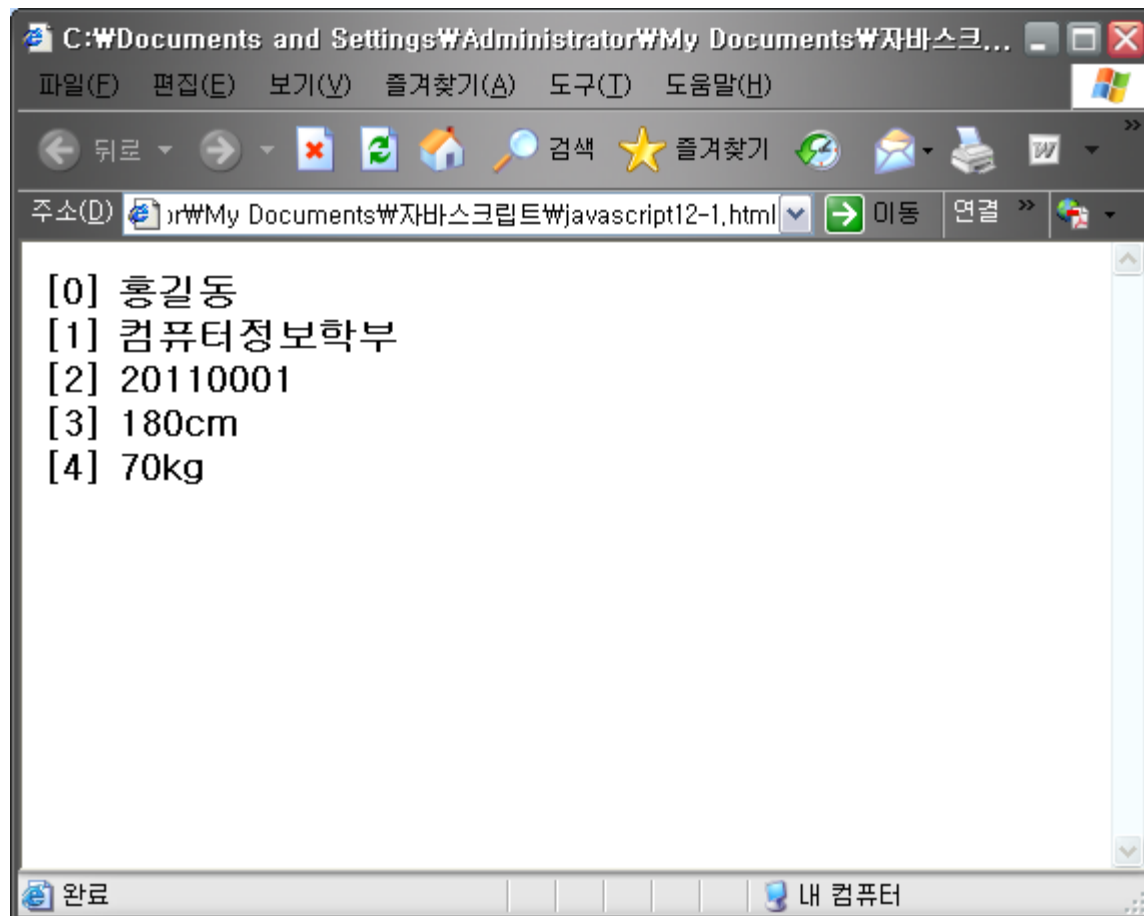 C:₩Documents and Settings₩Administrator₩My Documents₩자바스크...
파일(F) 편집(E) 보기(V) 즐겨찾기(A) 도구(T) 도움말(H)
뒤로 검색 즐겨찾기 W »
주소(D) ₩My Documents₩자바스크립트₩javascript12-1.html 이동 연결 »
[0] 홍길동
[1] 컴퓨터정보학부
[2] 20110001
[3] 180cm
[4] 70kg
완료 내 컴퓨터